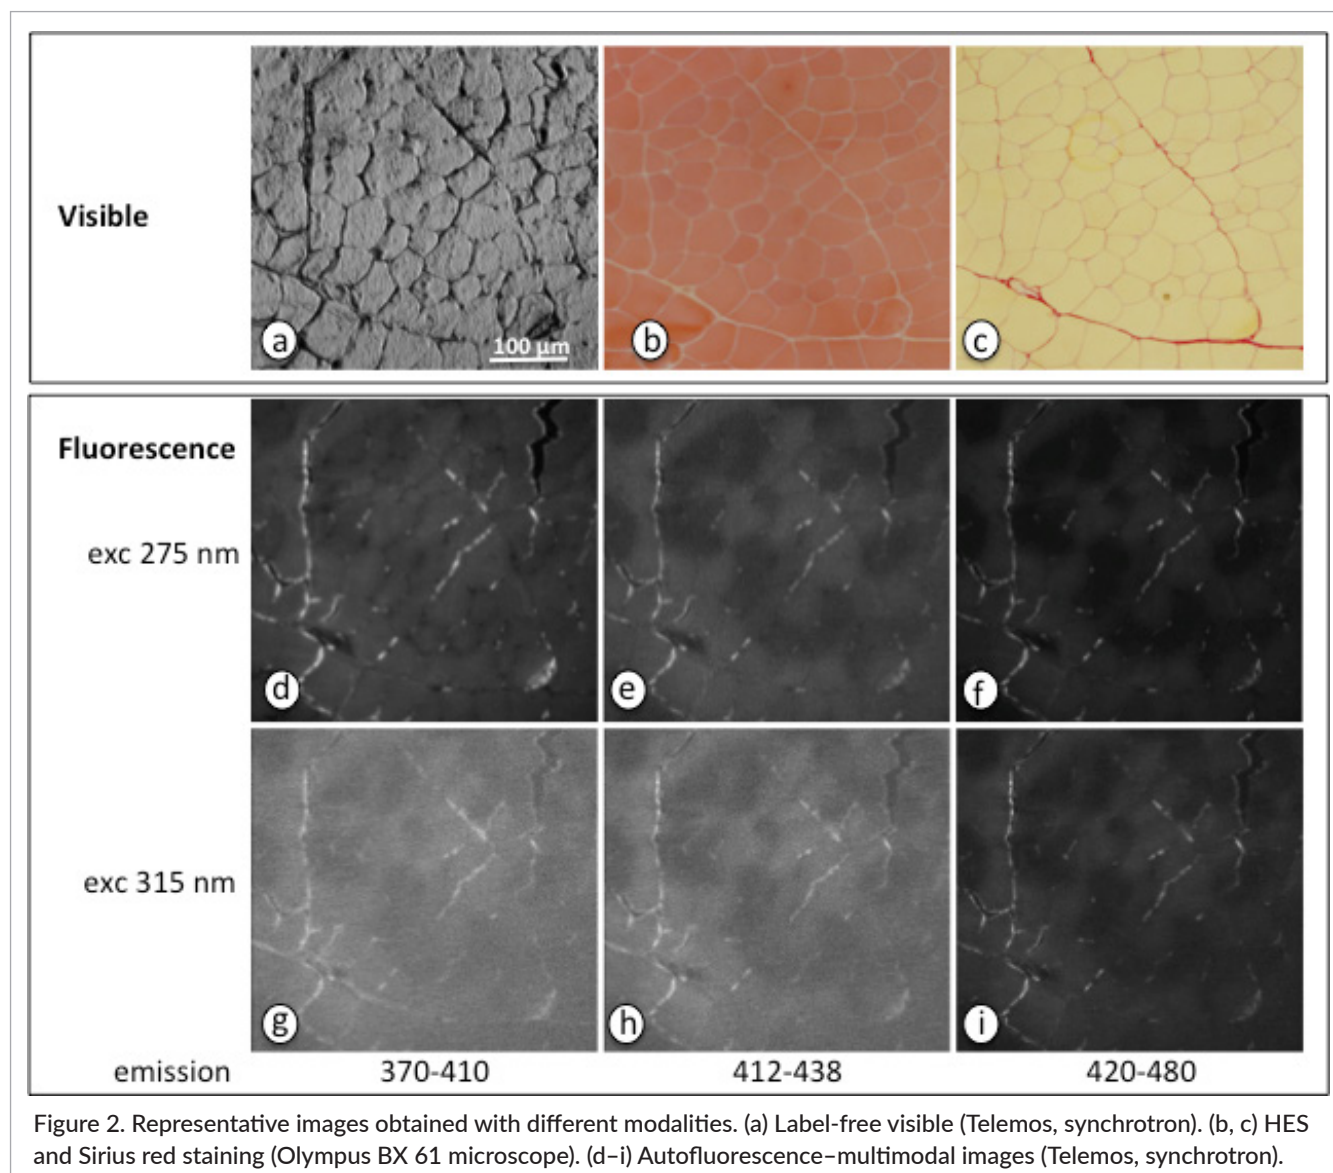 Visible
a
100 µm
b
c
Fluorescence
exc 275 nm
d
e
f
exc 315 nm
g
h
i
emission
370-410
412-438
420-480
Figure 2. Representative images obtained with different modalities. (a) Label-free visible (Telemos, synchrotron). (b, c) HES
and Sirius red staining (Olympus BX 61 microscope). (d–i) Autofluorescence–multimodal images (Telemos, synchrotron).